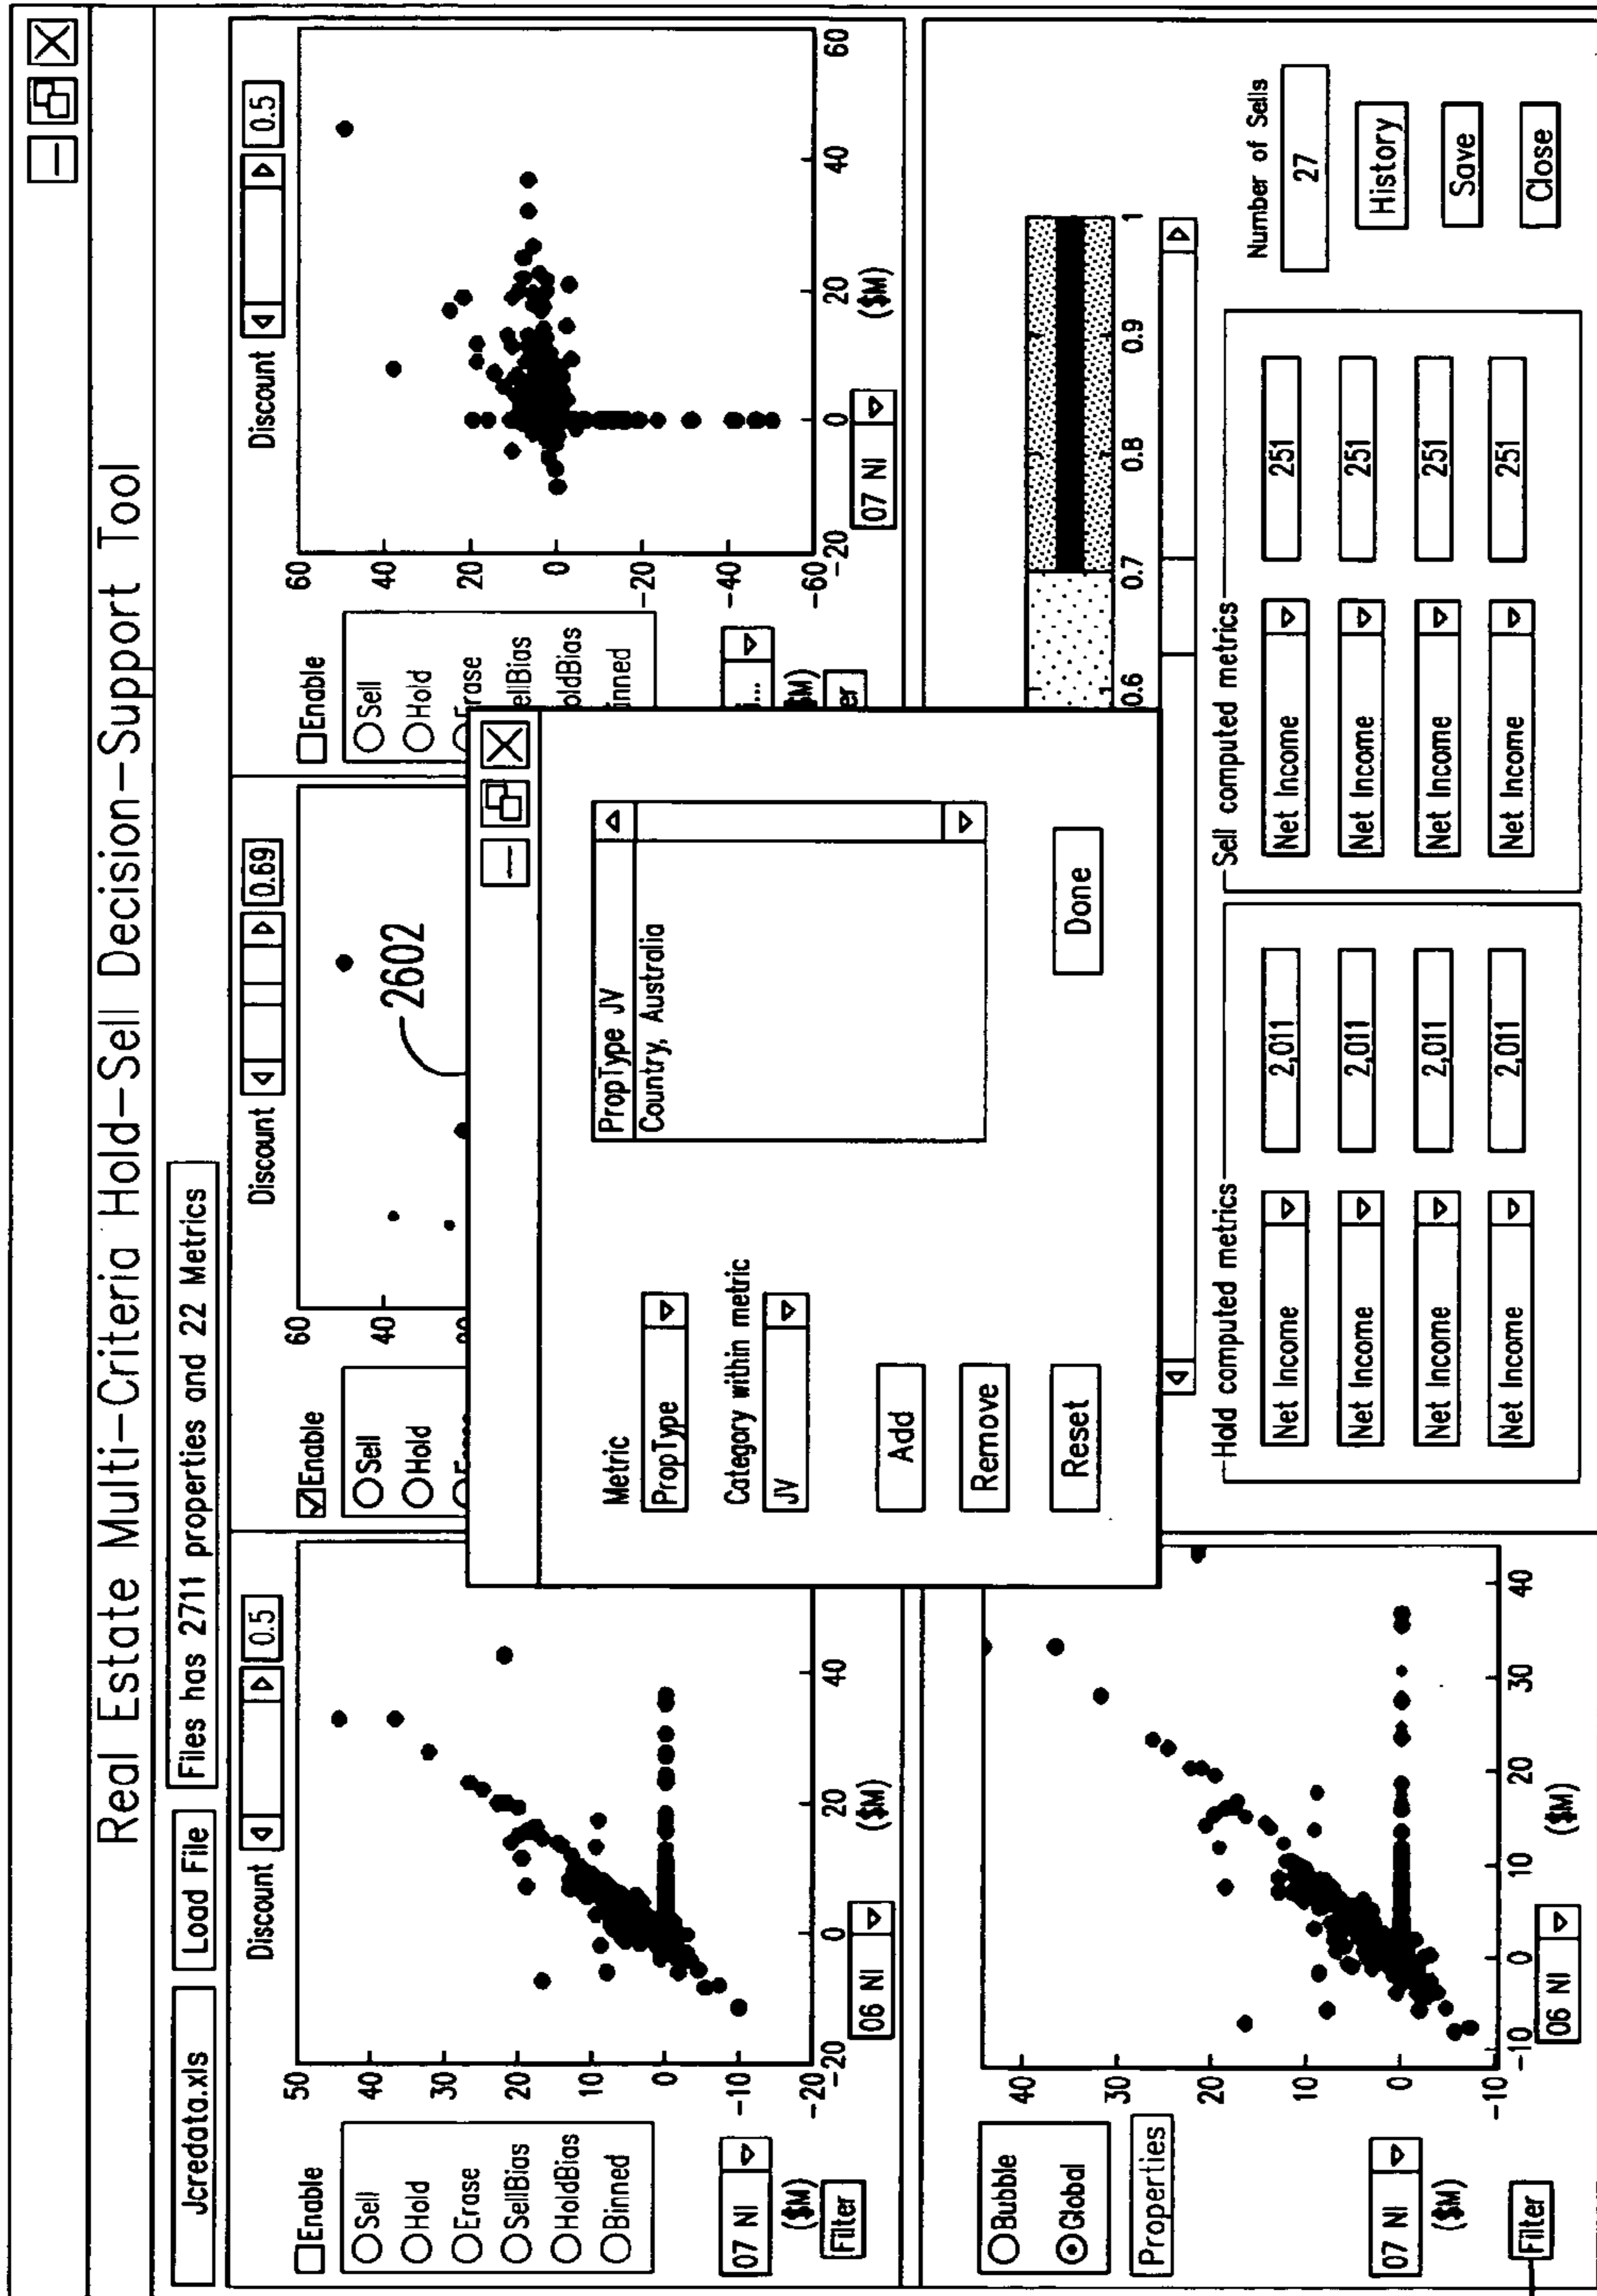 Real Estate Multi-Criteria Hold-Sell Decision-Support Tool
Jcredata.xls
Load File
Files has 2711 properties and 22 Metrics
Enable
Discount
0.5
Sell
Hold
Erase
SellBias
HoldBias
Binned
07 NI
($M)
Filter
50
40
30
20
10
0
-10
-20
-20
0
20
40
06 NI
($M)
Enable
Discount
0.69
Sell
Hold
60
40
2602
Enable
Discount
0.5
Sell
Hold
rase
ellBias
oldBias
inned
$M)
er
60
40
20
0
-20
-40
-60
-20
0
20
40
60
07 NI
($M)
Metric
PropType
Category within metric
JV
Add
Remove
Reset
PropType JV
Country, Australia
Done
Bubble
Global
Properties
07 NI
($M)
Filter
40
30
20
10
0
-10
-10
0
10
20
30
40
06 NI
($M)
0.6
0.7
0.8
0.9
1
Hold computed metrics
Net Income
2,011
Net Income
2,011
Net Income
2,011
Net Income
2,011
Sell computed metrics
Net Income
251
Net Income
251
Net Income
251
Net Income
251
Number of Sells
27
History
Save
Close